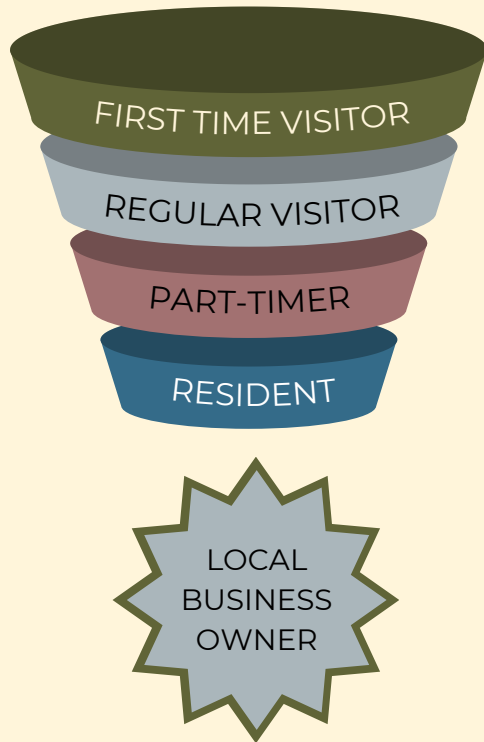 FIRST TIME VISITOR
REGULAR VISITOR
PART-TIMER
RESIDENT
LOCAL
BUSINESS
OWNER